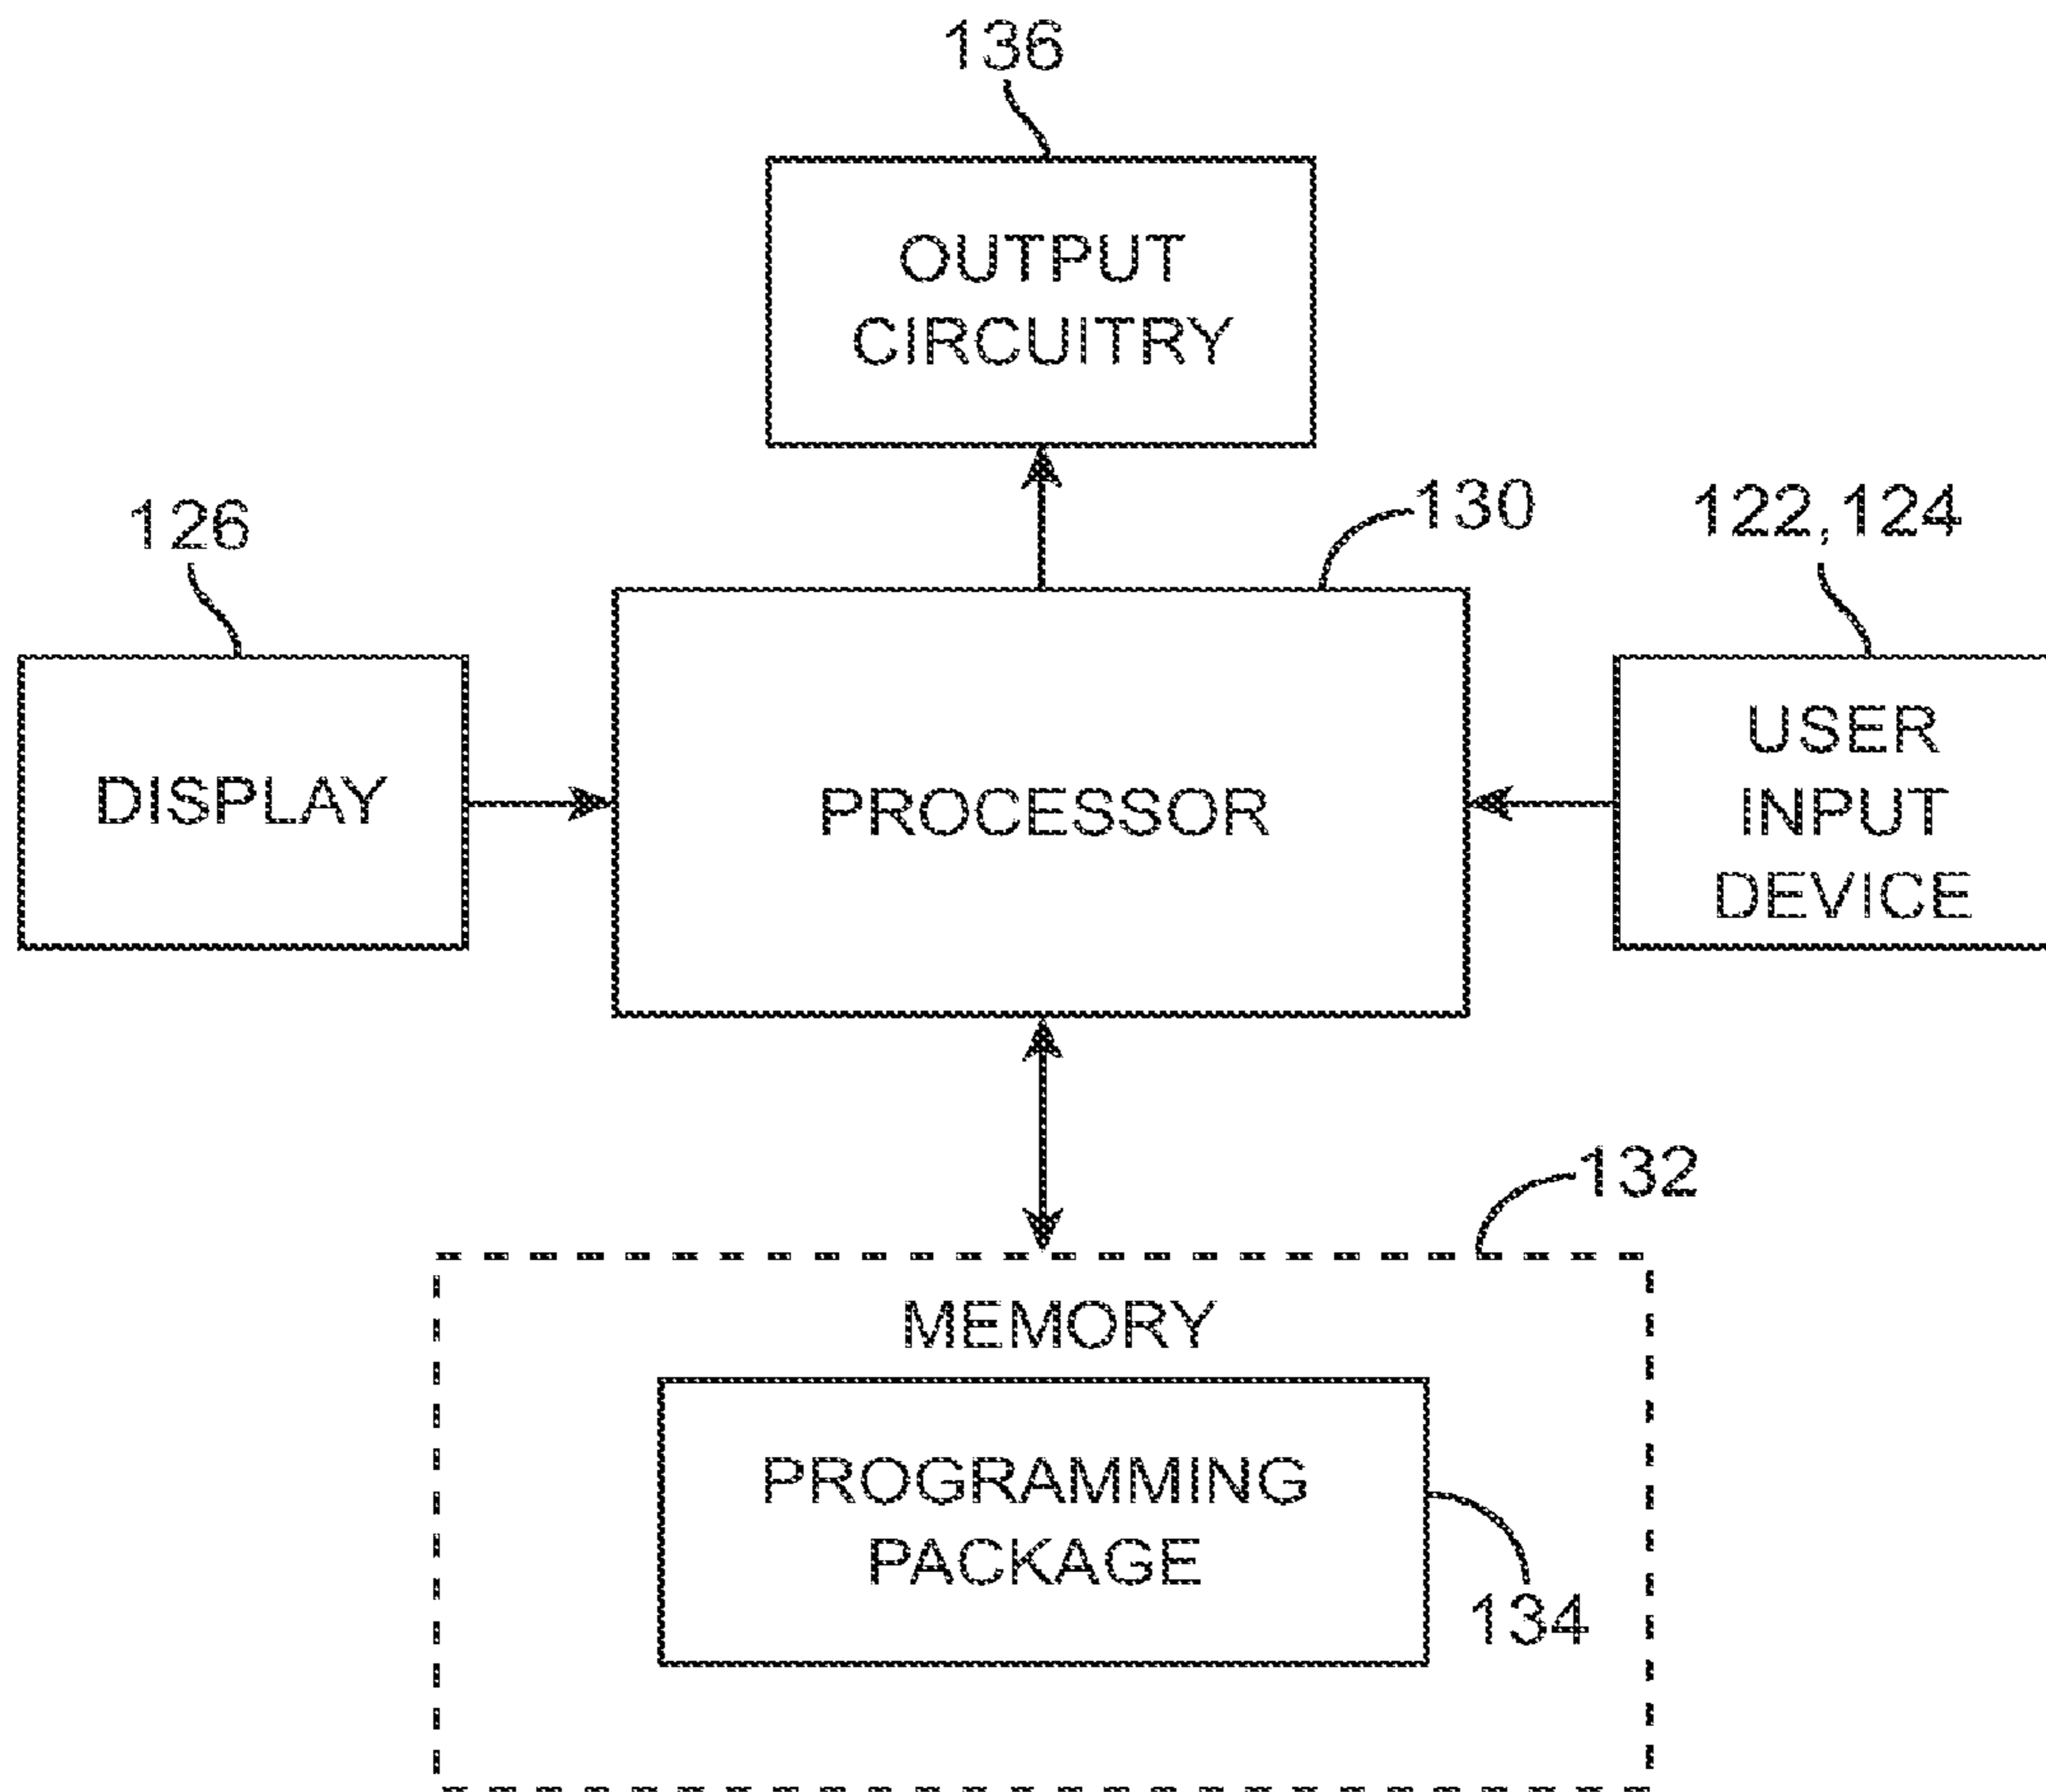 136
OUTPUT
CIRCUITRY
126
130
122, 124
DISPLAY
PROCESSOR
USER
INPUT
DEVICE
132
MEMORY
PROGRAMMING
PACKAGE
134